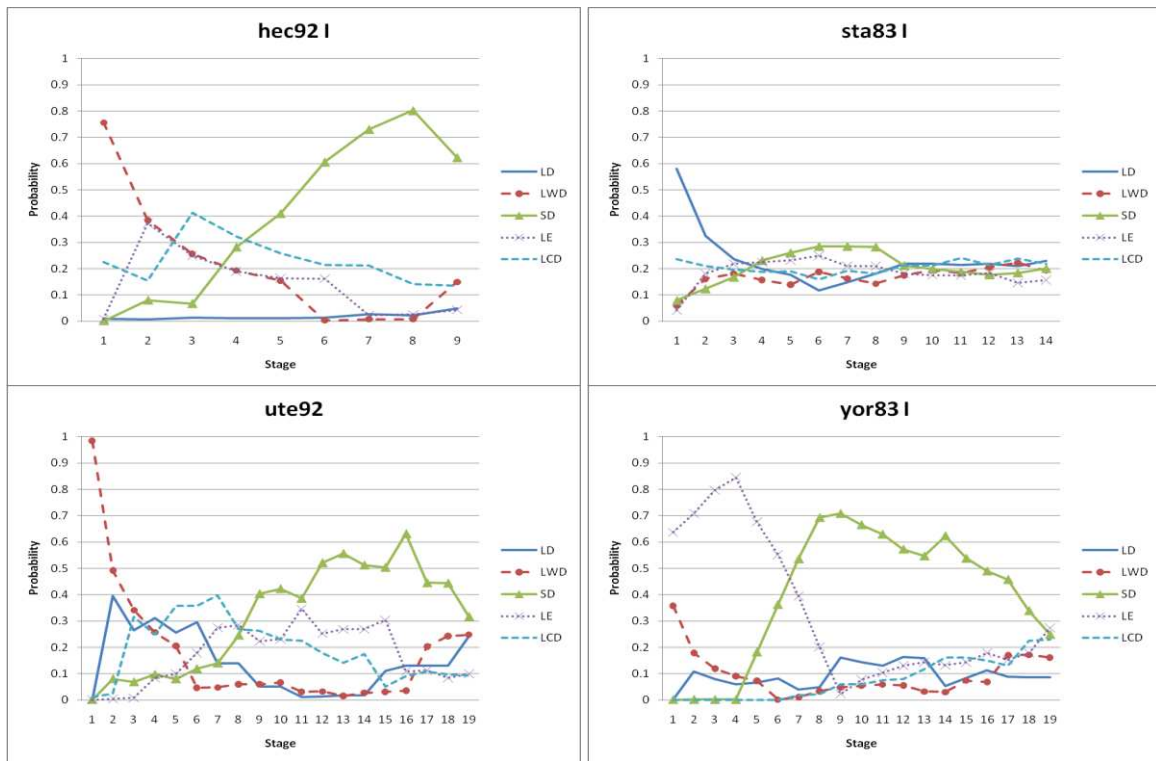 hec92 I
1
0.9
0.8
0.7
0.6
0.5
0.4
0.3
0.2
0.1
0
Probability
1 2 3 4 5 6 7 8 9
Stage
LD
LWD
SD
LE
LCD
sta83 I
1
0.9
0.8
0.7
0.6
0.5
0.4
0.3
0.2
0.1
0
Probability
1 2 3 4 5 6 7 8 9 10 11 12 13 14
Stage
LD
LWD
SD
LE
LCD
ute92
1
0.9
0.8
0.7
0.6
0.5
0.4
0.3
0.2
0.1
0
Probability
1 2 3 4 5 6 7 8 9 10 11 12 13 14 15 16 17 18 19
Stage
LD
LWD
SD
LE
LCD
yor83 I
1
0.9
0.8
0.7
0.6
0.5
0.4
0.3
0.2
0.1
0
Probability
1 2 3 4 5 6 7 8 9 10 11 12 13 14 15 16 17 18 19
Stage
LD
LWD
SD
LE
LCD